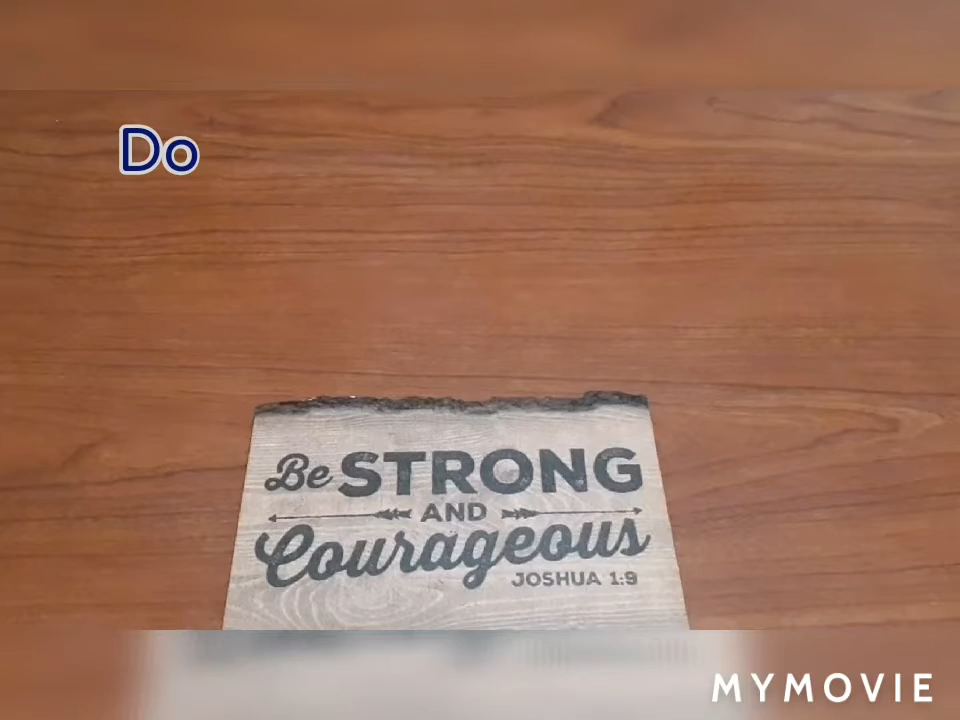 Do
Be STRONG
AND
Courageous
JOSHUA 1:9
MYMOVIE